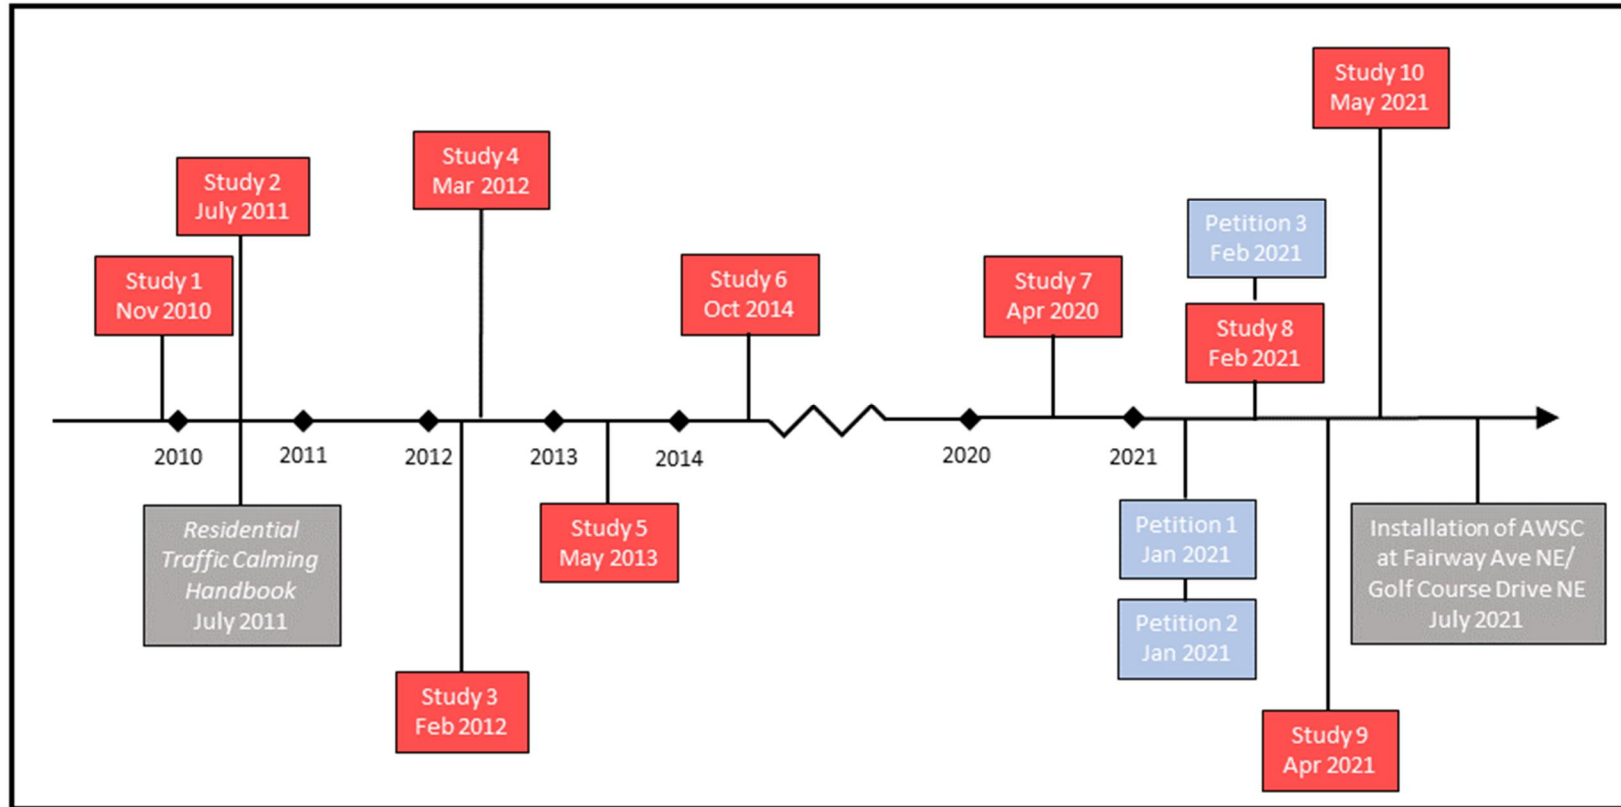 Study 10
May 2021
Study 4
Mar 2012
Study 2
July 2011
Petition 3
Feb 2021
Study 1
Nov 2010
Study 6
Oct 2014
Study 7
Apr 2020
Study 8
Feb 2021
2010
2011
2012
2013
2014
2020
2021
Residential
Traffic Calming
Handbook
July 2011
Study 5
May 2013
Petition 1
Jan 2021
Installation of AWSC
at Fairway Ave NE/
Golf Course Drive NE
July 2021
Petition 2
Jan 2021
Study 3
Feb 2012
Study 9
Apr 2021